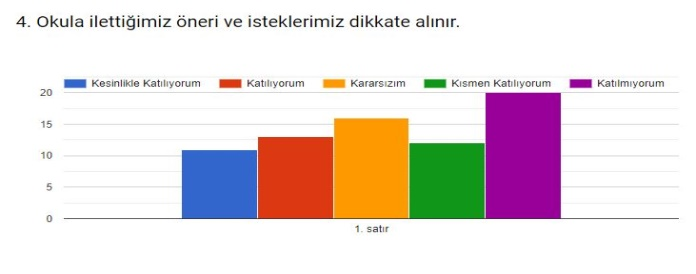 4. Okula ilettiğimiz öneri ve isteklerimiz dikkate alınır.
Kesinlikle Katılıyorum Katılıyorum Kararsızım Kısmen Katılıyorum Katılmıyorum
20
15
10
5
0
1. satır